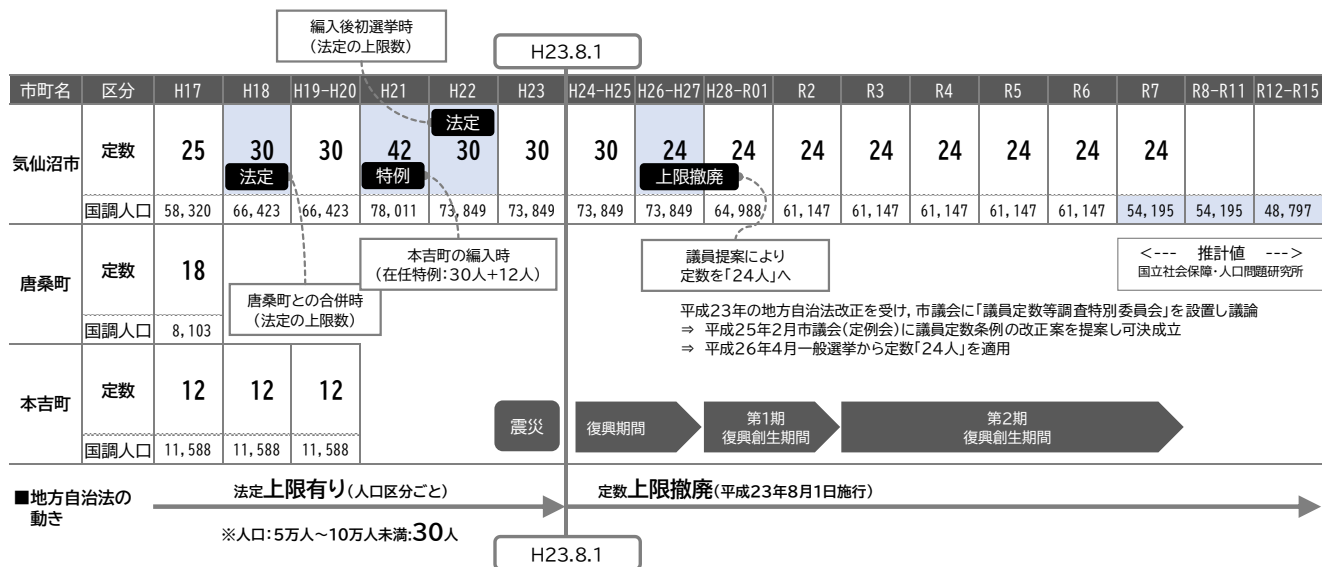 編入後初選挙時
(法定の上限数)
H23.8.1
市町名 区分 H17 H18 H19-H20 H21 H22 H23 H24-H25 H26-H27 H28-R01 R2 R3 R4 R5 R6 R7 R8-R11 R12-R15
気仙沼市 定数 25 30 30 42 30 30 30 24 24 24 24 24 24 24 24
法定 特例 法定 上限撤廃
国調人口 58,320 66,423 66,423 78,011 73,849 73,849 73,849 73,849 64,988 61,147 61,147 61,147 61,147 61,147 54,195 54,195 48,797
唐桑町 定数 18
国調人口 8,103
唐桑町との合併時
(法定の上限数)
本吉町の編入時
(在任特例:30人+12人)
議員提案により
定数を「24人」へ
<--- 推計値 --->
国立社会保障・人口問題研究所
平成23年の地方自治法改正を受け,市議会に「議員定数等調査特別委員会」を設置し議論
⇒ 平成25年2月市議会(定例会)に議員定数条例の改正案を提案し可決成立
⇒ 平成26年4月一般選挙から定数「24人」を適用
本吉町 定数 12 12 12
国調人口 11,588 11,588 11,588
震災
復興期間
第1期
復興創生期間
第2期
復興創生期間
■地方自治法の
動き
法定上限有り(人口区分ごと)
※人口:5万人~10万人未満:30人
定数上限撤廃(平成23年8月1日施行)
H23.8.1